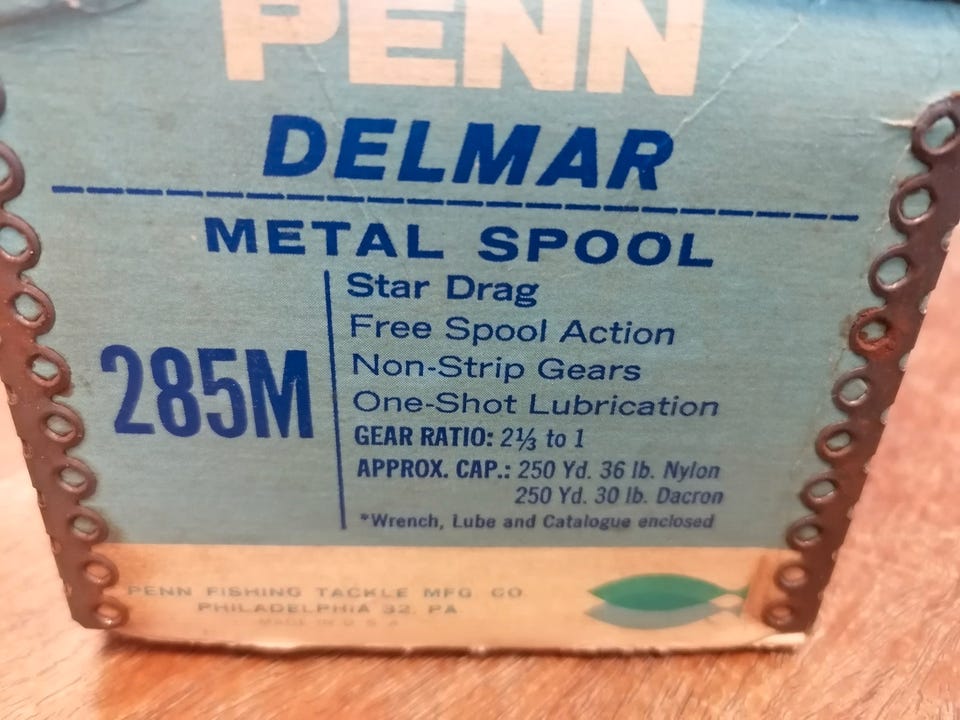 PENN
DELMAR
METAL SPOOL
285M
Star Drag
Free Spool Action
Non-Strip Gears
One-Shot Lubrication
GEAR RATIO: 2⅓ to 1
APPROX. CAP.: 250 Yd. 36 lb. Nylon
250 Yd. 30 lb. Dacron
*Wrench, Lube and Catalogue enclosed
PENN FISHING TACKLE MFG CO
PHILADELPHIA 32, PA
MADE IN U S A